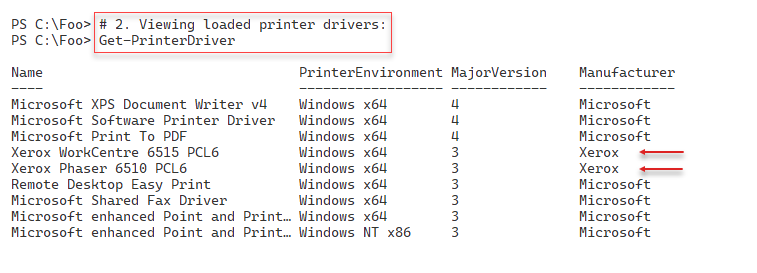 PS C:\Foo> # 2. Viewing loaded printer drivers:
PS C:\Foo> Get-PrinterDriver
Name PrinterEnvironment MajorVersion Manufacturer
---- ------------------ ------------ ------------
Microsoft XPS Document Writer v4 Windows x64 4 Microsoft
Microsoft Software Printer Driver Windows x64 4 Microsoft
Microsoft Print To PDF Windows x64 4 Microsoft
Xerox WorkCentre 6515 PCL6 Windows x64 3 Xerox
Xerox Phaser 6510 PCL6 Windows x64 3 Xerox
Remote Desktop Easy Print Windows x64 3 Microsoft
Microsoft Shared Fax Driver Windows x64 3 Microsoft
Microsoft enhanced Point and Print… Windows x64 3 Microsoft
Microsoft enhanced Point and Print… Windows NT x86 3 Microsoft